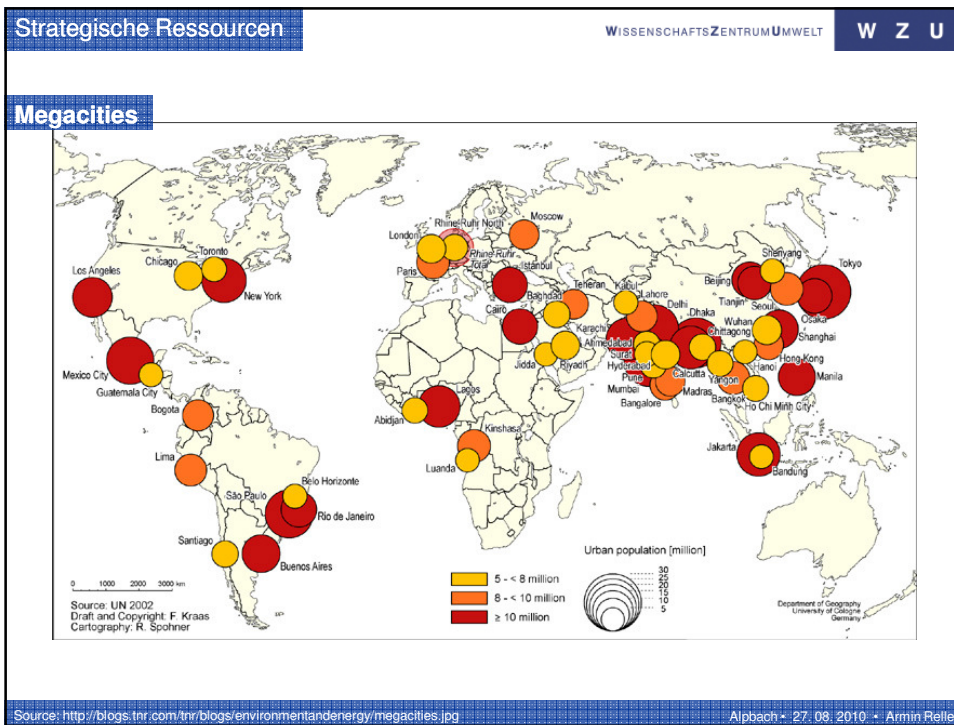 Strategische Ressourcen
WISSENSCHAFTSZENTRUMUMWELT
W Z U
Megacities
Moscow
Rhine-Ruhr North
London
Rhine-Ruhr
Total
Paris
Istanbul
Toronto
Chicago
Los Angeles
New York
Mexico City
Guatemala City
Bogota
Lima
Belo Horizonte
São Paulo
Rio de Janeiro
Santiago
Buenos Aires
Teheran
Baghdad
Cairo
Jidda
Riyadh
Lagos
Abidjan
Kinshasa
Luanda
Kabul
Lahore
Delhi
Dhaka
Karachi
Ahmedabad
Surat
Hyderabad
Pune
Mumbai
Bangalore
Madras
Calcutta
Chittagong
Yangon
Bangkok
Ho Chi Minh City
Hanoi
Hong Kong
Wuhan
Shanghai
Shenyang
Beijing
Tianjin
Seoul
Tokyo
Osaka
Manila
Jakarta
Bandung
0 1000 2000 3000 km
Source: UN 2002
Draft and Copyright: F. Kraas
Cartography: R. Spohner
5 - < 8 million
8 - < 10 million
≥ 10 million
Urban population [million]
30
25
20
15
10
5
Department of Geography
University of Cologne
Germany
Source: http://blogs.tnr.com/tnr/blogs/environmentandenergy/megacities.jpg
Alpbach • 27. 08. 2010 • Armin Relle